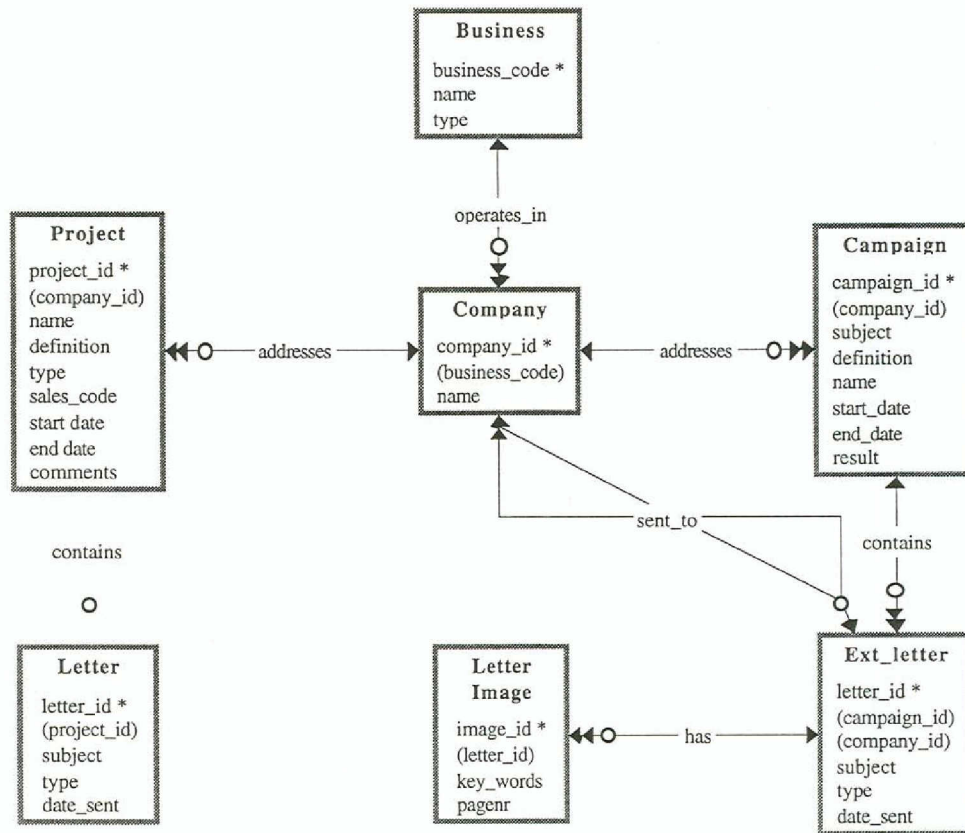 Business
business_code *
name
type
operates_in
Project
project_id *
(company_id)
name
definition
type
sales_code
start date
end date
comments
addresses
Company
company_id *
(business_code)
name
addresses
Campaign
campaign_id *
(company_id)
subject
definition
name
start_date
end_date
result
sent_to
contains
contains
Letter
letter_id *
(project_id)
subject
type
date_sent
Letter
Image
image_id *
(letter_id)
key_words
pagenr
has
Ext_letter
letter_id *
(campaign_id)
(company_id)
subject
type
date_sent